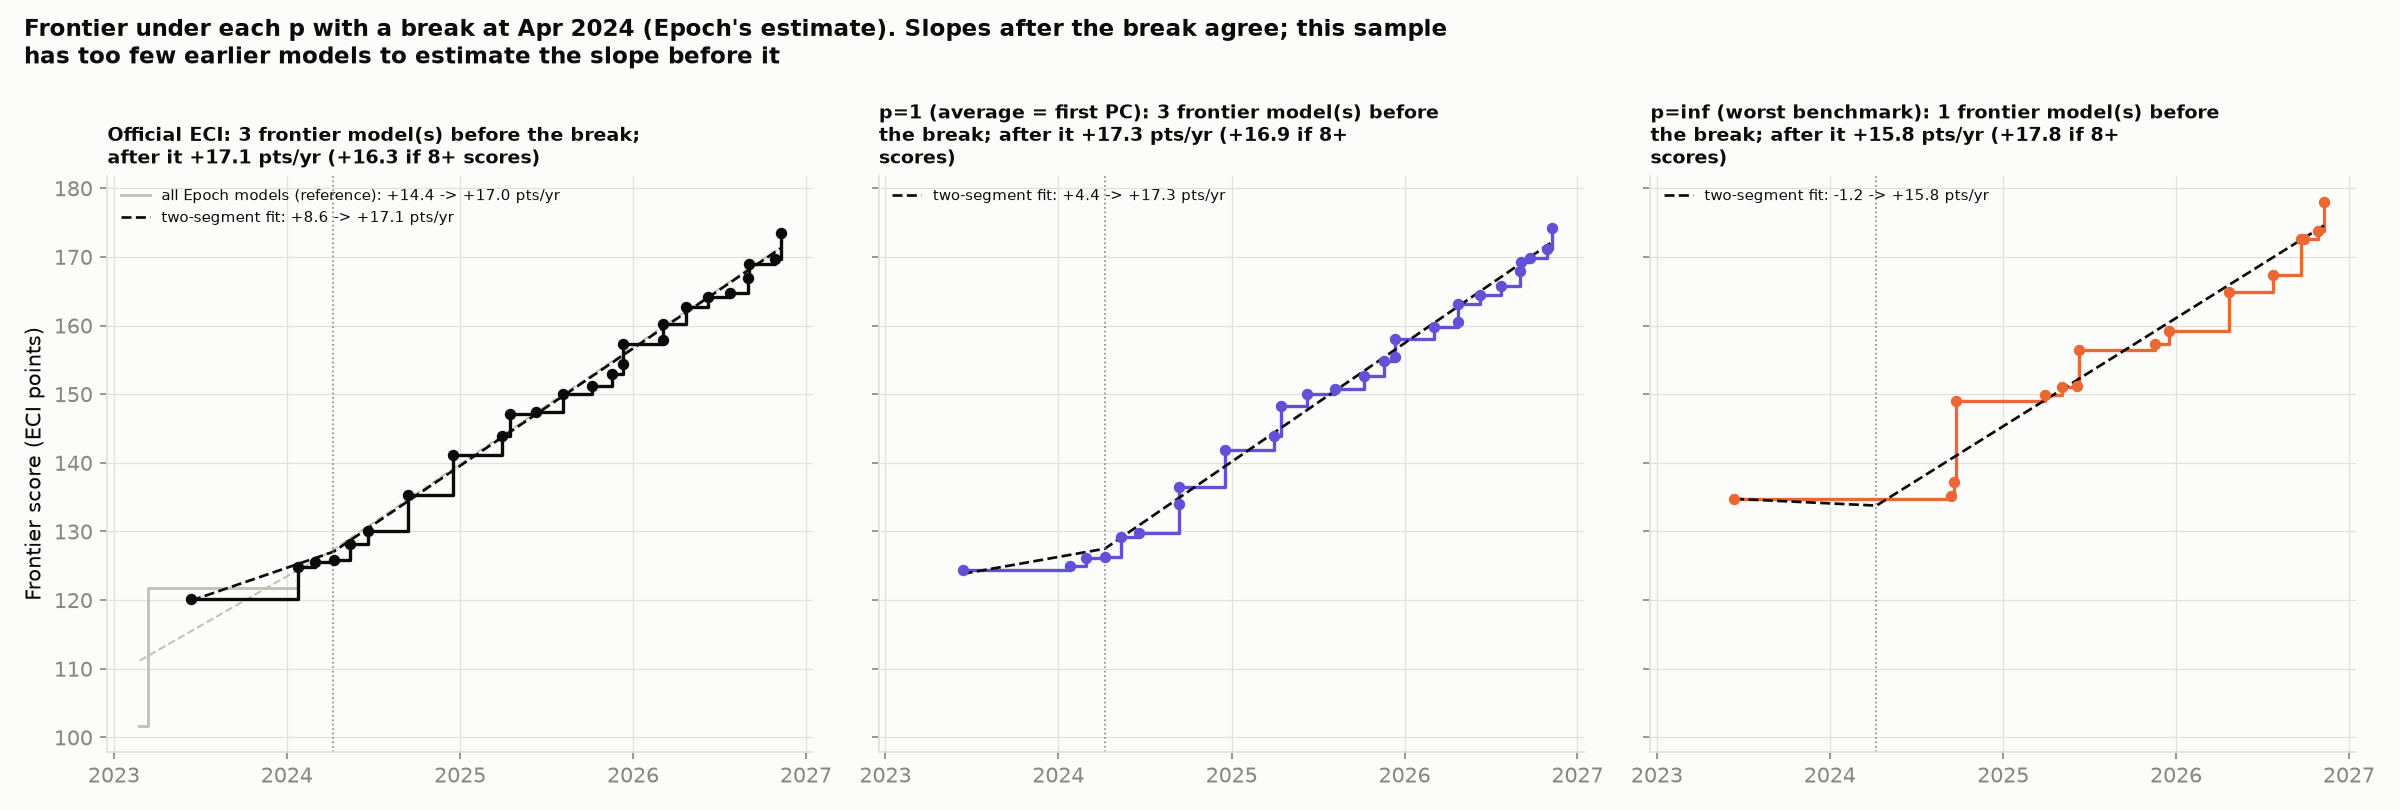 Frontier under each p with a break at Apr 2024 (Epoch's estimate). Slopes after the break agree; this sample
has too few earlier models to estimate the slope before it
Official ECI: 3 frontier model(s) before the break;
after it +17.1 pts/yr (+16.3 if 8+ scores)
p=1 (average = first PC): 3 frontier model(s) before
the break; after it +17.3 pts/yr (+16.9 if 8+
scores)
p=inf (worst benchmark): 1 frontier model(s) before
the break; after it +15.8 pts/yr (+17.8 if 8+
scores)
Frontier score (ECI points)
180
170
160
150
140
130
120
110
100
all Epoch models (reference): +14.4 -> +17.0 pts/yr
two-segment fit: +8.6 -> +17.1 pts/yr
2023
2024
2025
2026
2027
two-segment fit: +4.4 -> +17.3 pts/yr
2023
2024
2025
2026
2027
two-segment fit: -1.2 -> +15.8 pts/yr
2023
2024
2025
2026
2027